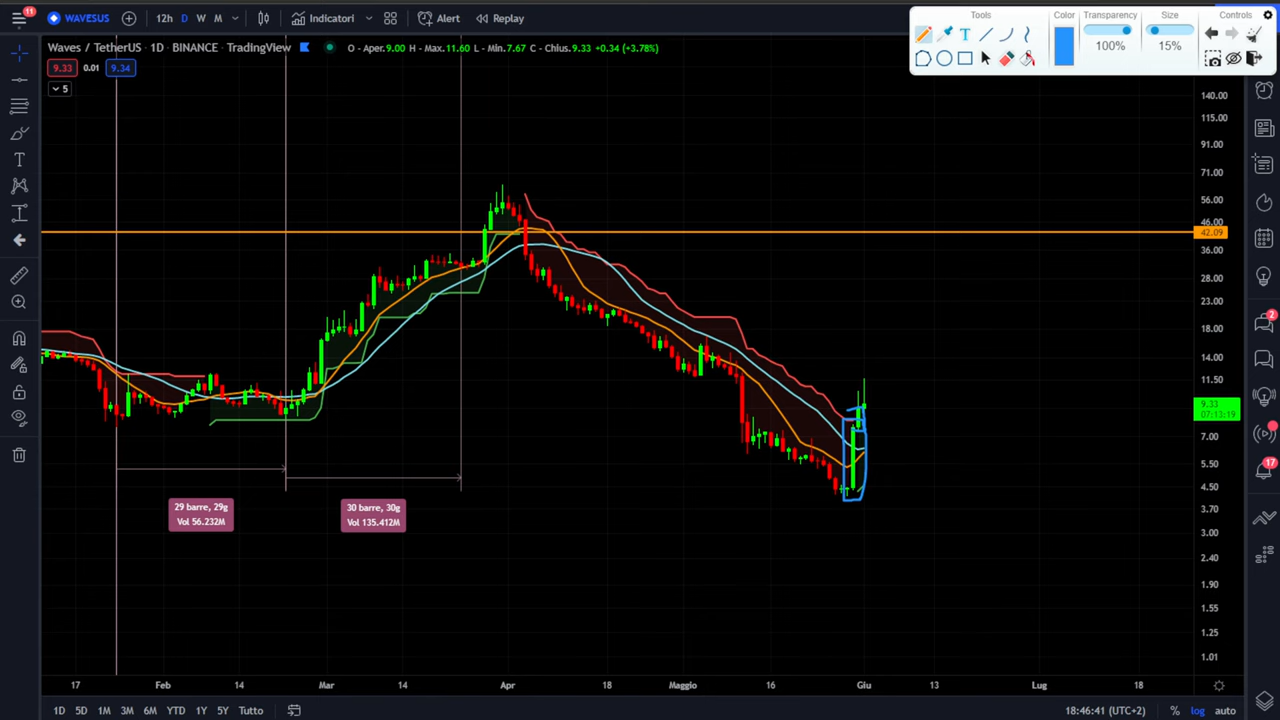 11 WAVESUS 12h D W M Indicatori Alert Replay
Tools Color Transparency Size Controls
T 100% 15%
Waves / TetherUS 1D BINANCE TradingView O - Aper.9.00 H - Max.11.60 L - Min.7.67 C - Chius.9.33 +0.34 (+3.78%)
9.33 0.01 9.34
5
140.00
115.00
91.00
71.00
56.00
46.00
42.09
36.00
28.00
23.00
18.00
14.00
11.50
9.33
07:13:19
7.00
5.50
4.50
3.70
3.00
2.40
1.90
1.55
1.25
1.01
2
17
29 barre, 29g
Vol 56.232M
30 barre, 30g
Vol 135.412M
17 Feb 14 Mar 14 Apr 18 Maggio 16 Giu 13 Lug 18
1D 5D 1M 3M 6M YTD 1Y 5Y Tutto 18:46:41 (UTC+2) % log auto